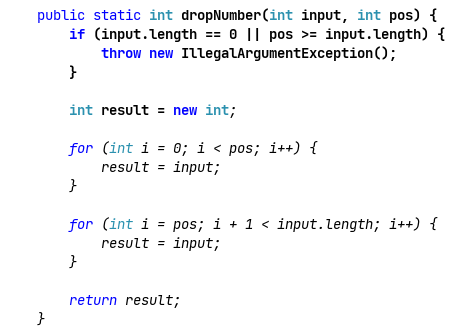 public static int dropNumber(int input, int pos) {
if (input.length == 0 || pos >= input.length) {
throw new IllegalArgumentException();
}
int result = new int;
for (int i = 0; i < pos; i++) {
result = input;
}
for (int i = pos; i + 1 < input.length; i++) {
result = input;
}
return result;
}